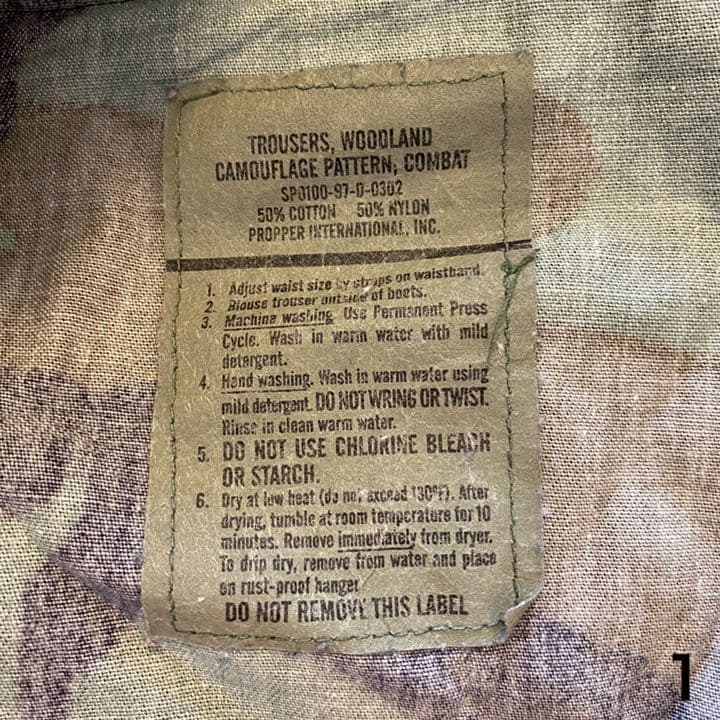 TROUSERS, WOODLAND
CAMOUFLAGE PATTERN, COMBAT
SP0100-97-D-0302
50% COTTON 50% NYLON
PROPPER INTERNATIONAL, INC.
1. Adjust waist size by straps on waistband.
2. Blouse trouser outside of boots.
3. Machine washing. Use Permanent Press
Cycle. Wash in warm water with mild
detergent.
4. Hand washing. Wash in warm water using
mild detergent. DO NOT WRING OR TWIST.
Rinse in clean warm water.
5. DO NOT USE CHLORINE BLEACH
OR STARCH.
6. Dry at low heat (do not exceed 130°F). After
drying, tumble at room temperature for 10
minutes. Remove immediately from dryer.
To drip dry, remove from water and place
on rust-proof hanger
DO NOT REMOVE THIS LABEL
1